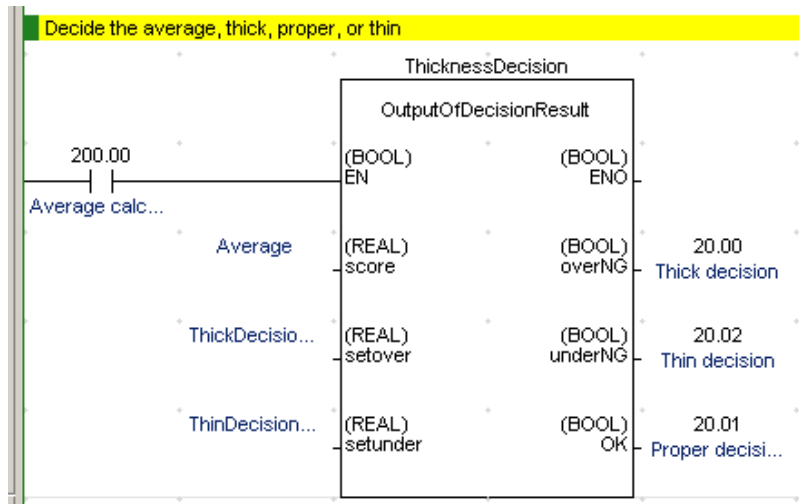 Decide the average, thick, proper, or thin
ThicknessDecision
OutputOfDecisionResult
200.00
(BOOL) (BOOL)
EN ENO
Average calc...
Average (REAL) (BOOL) 20.00
score overNG Thick decision
ThickDecisio... (REAL) (BOOL) 20.02
setover underNG Thin decision
ThinDecision... (REAL) (BOOL) 20.01
setunder OK Proper decisi...